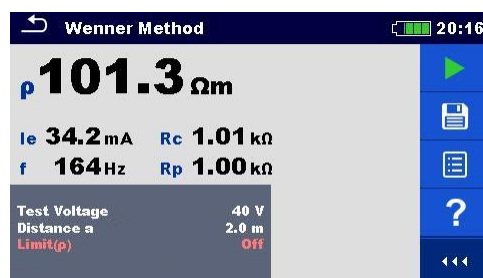 Wenner Method 20:16
ρ 101.3 Ωm
Ie 34.2 mA Rc 1.01 kΩ
f 164 Hz Rp 1.00 kΩ
Test Voltage 40 V
Distance a 2.0 m
Limit(ρ) Off
?